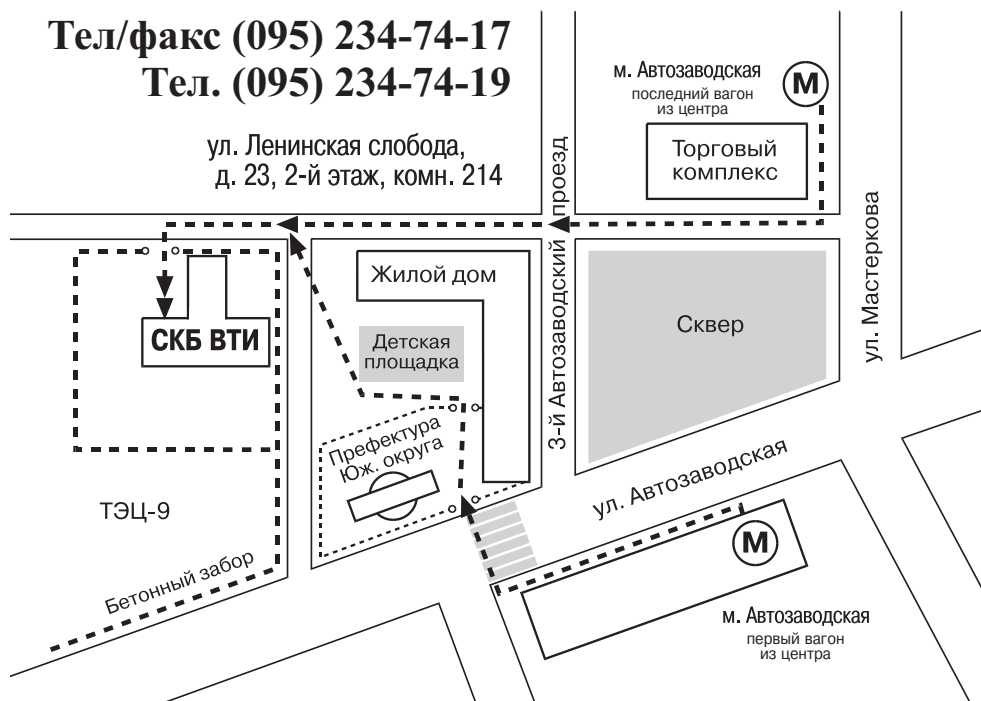 Тел/факс (095) 234-74-17
Тел. (095) 234-74-19
м. Автозаводская
последний вагон
из центра
М
ул. Ленинская слобода,
д. 23, 2-й этаж, комн. 214
Торговый
комплекс
3-й Автозаводский проезд
ул. Мастеркова
Жилой дом
Сквер
СКБ ВТИ
Детская
площадка
Префектура
Юж. округа
ул. Автозаводская
ТЭЦ-9
М
Бетонный забор
м. Автозаводская
первый вагон
из центра